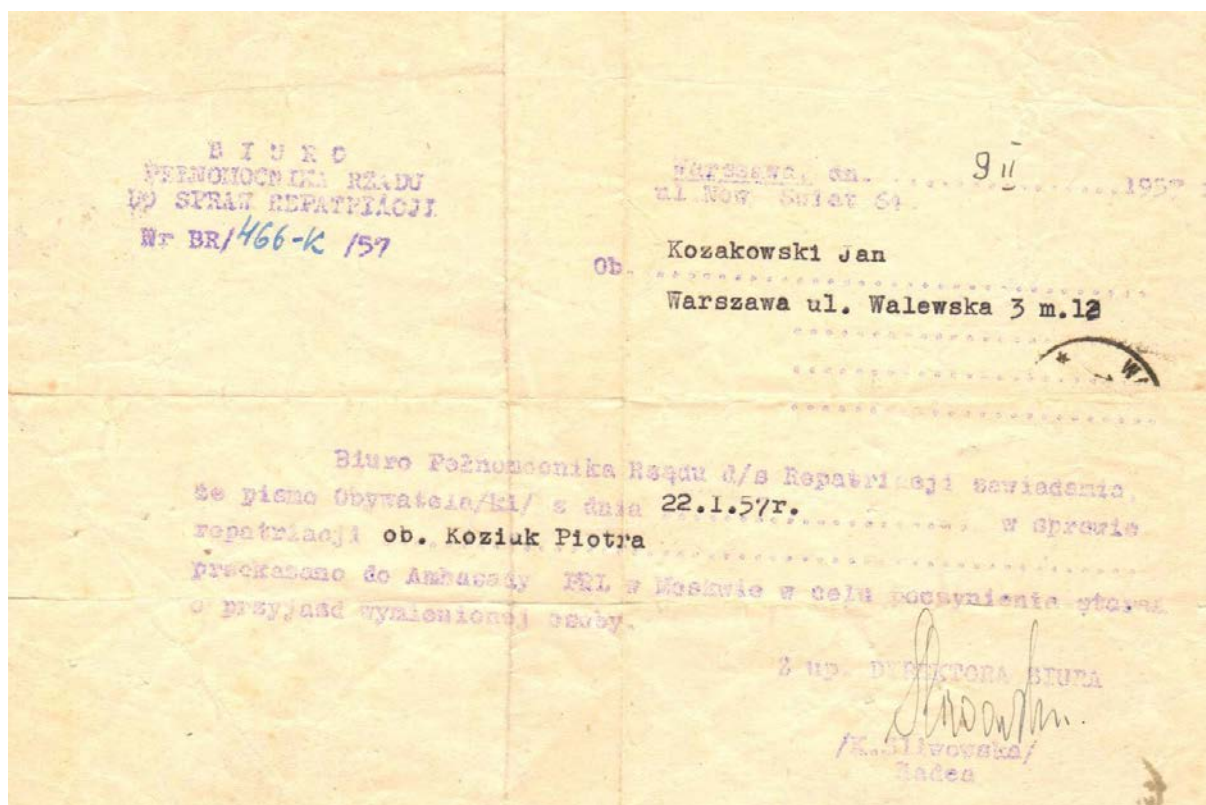 BIURO
PEŁNOMOCNIKA RZĄDU
DO SPRAW REPATRIACJI
Nr BR/466-K /57
Warszawa, dn. 9 II 1957 r
ul. Nowy Świat 64
Ob. Kozakowski Jan
Warszawa ul. Walewska 3 m.12
Biuro Pełnomocnika Rządu d/s Repatriacji zawiadamia,
że pismo Obywatela/ki/ z dnia 22.I.57r. w sprawie
repatriacji ob. Koziuk Piotra
przekazano do Ambasady PRL w Moskwie w celu poczynienia starań
o przyjazd wymienionej osoby.
Z up. DYREKTORA BIURA
/K.Śliwowska/
Radca